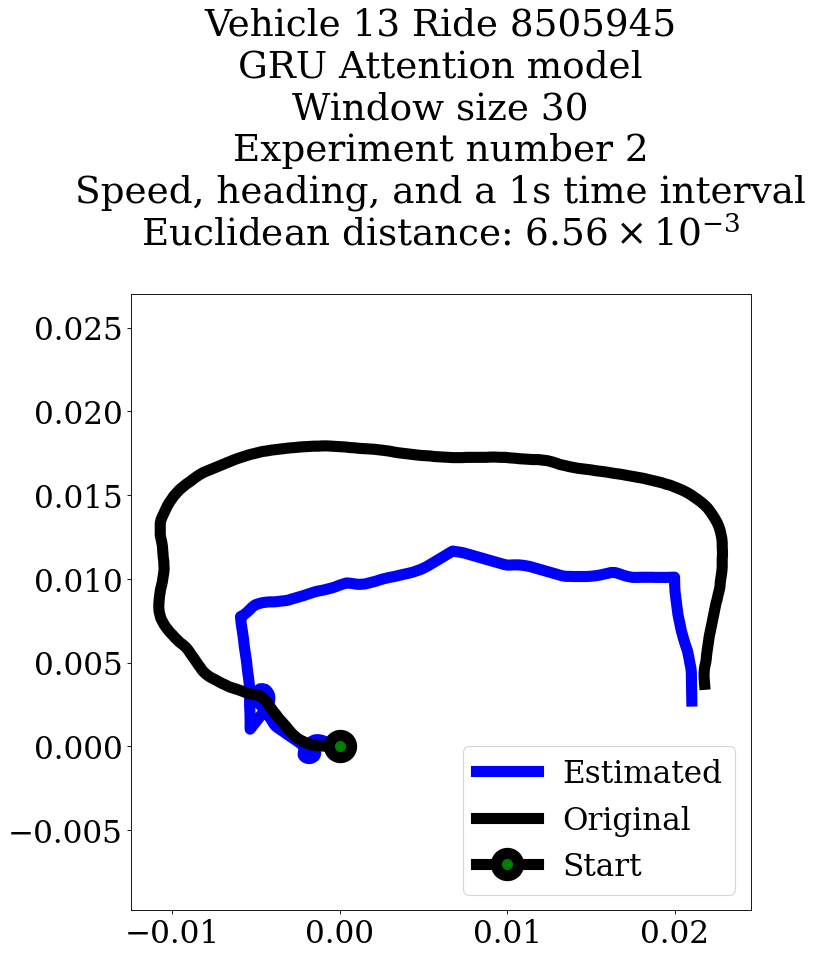 Vehicle 13 Ride 8505945
GRU Attention model
Window size 30
Experiment number 2
Speed, heading, and a 1s time interval
Euclidean distance: 6.56 × 10⁻³
0.025
0.020
0.015
0.010
0.005
0.000
−0.005
Estimated
Original
Start
−0.01 0.00 0.01 0.02